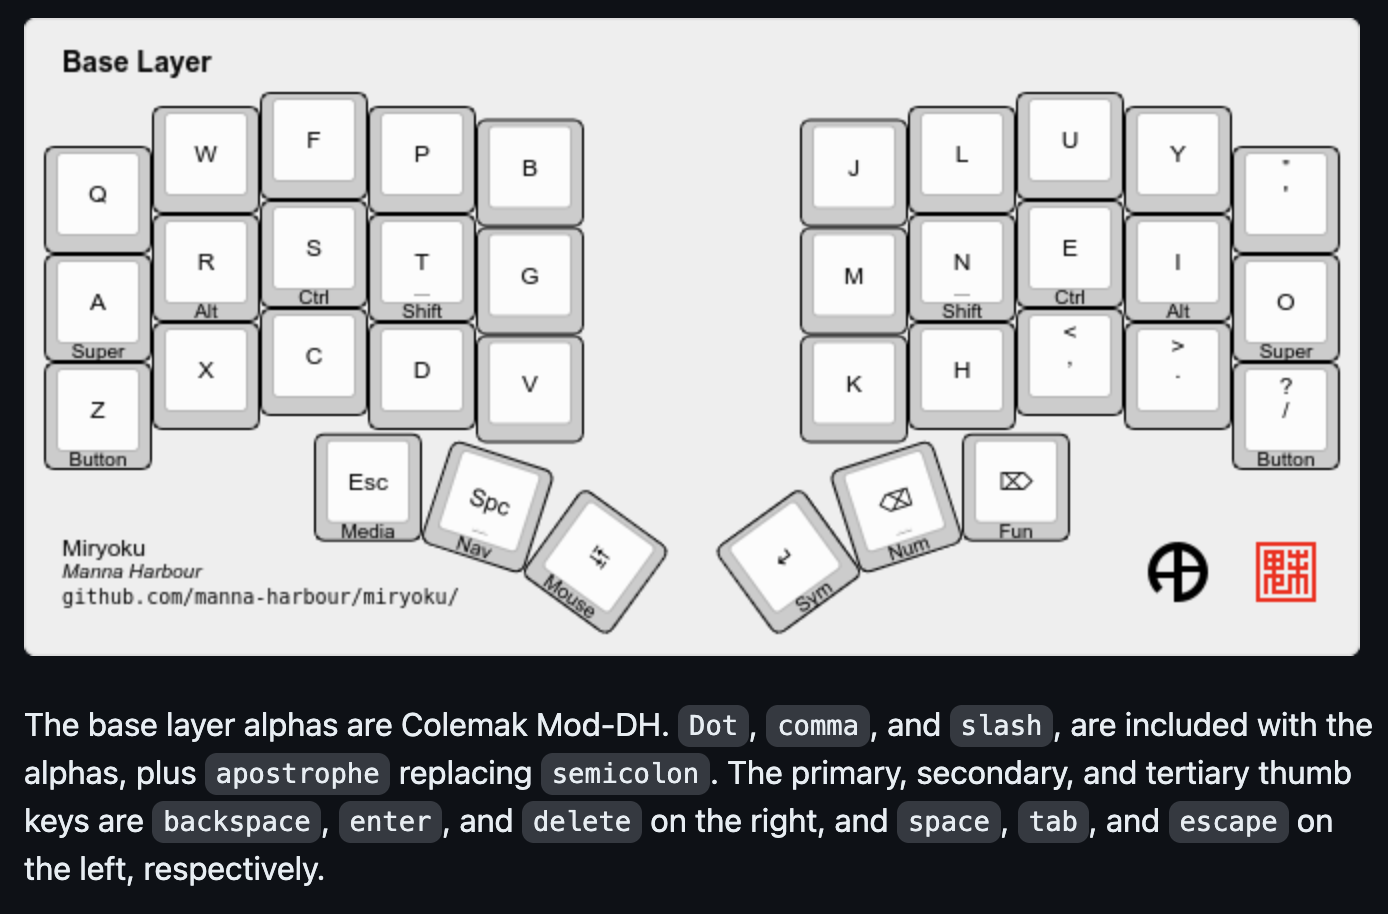 Base Layer
Q W F P B J L U Y " '
A Super R Alt S Ctrl T Shift G M N Shift E Ctrl I Alt O Super
Z Button X C D V K H < , > . ? / Button
Esc Media Spc Nav Mouse Sym Num Fun
Miryoku
Manna Harbour
github.com/manna-harbour/miryoku/
The base layer alphas are Colemak Mod-DH. Dot, comma, and slash, are included with the
alphas, plus apostrophe replacing semicolon. The primary, secondary, and tertiary thumb
keys are backspace, enter, and delete on the right, and space, tab, and escape on
the left, respectively.